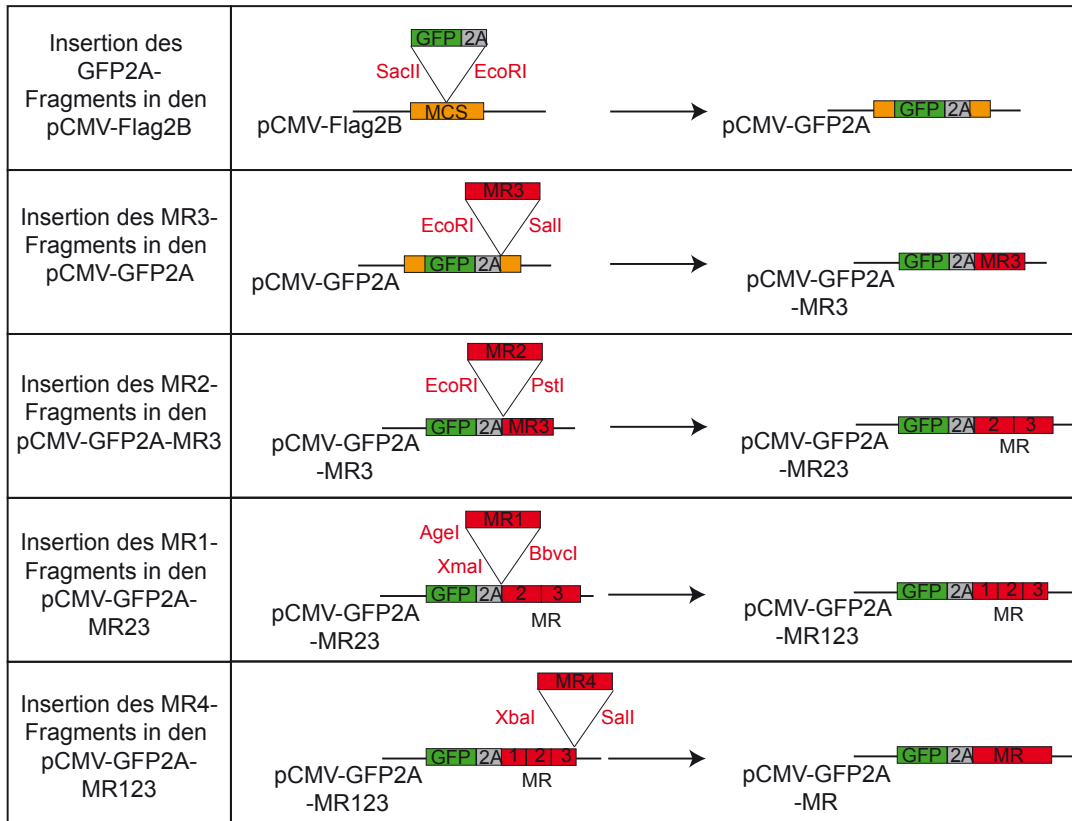 Insertion des
GFP2A-
Fragments in den
pCMV-Flag2B
GFP 2A
SacII EcoRI
MCS
pCMV-Flag2B
GFP 2A
pCMV-GFP2A
Insertion des MR3-
Fragments in den
pCMV-GFP2A
MR3
EcoRI SalI
GFP 2A
pCMV-GFP2A
GFP 2A MR3
pCMV-GFP2A
-MR3
Insertion des MR2-
Fragments in den
pCMV-GFP2A-MR3
MR2
EcoRI PstI
GFP 2A MR3
pCMV-GFP2A
-MR3
GFP 2A 2 3
MR
pCMV-GFP2A
-MR23
Insertion des MR1-
Fragments in den
pCMV-GFP2A-
MR23
MR1
AgeI
XmaI BbvcI
GFP 2A 2 3
MR
pCMV-GFP2A
-MR23
GFP 2A 1 2 3
MR
pCMV-GFP2A
-MR123
Insertion des MR4-
Fragments in den
pCMV-GFP2A-
MR123
MR4
XbaI SalI
GFP 2A 1 2 3
MR
pCMV-GFP2A
-MR123
GFP 2A MR
pCMV-GFP2A
-MR